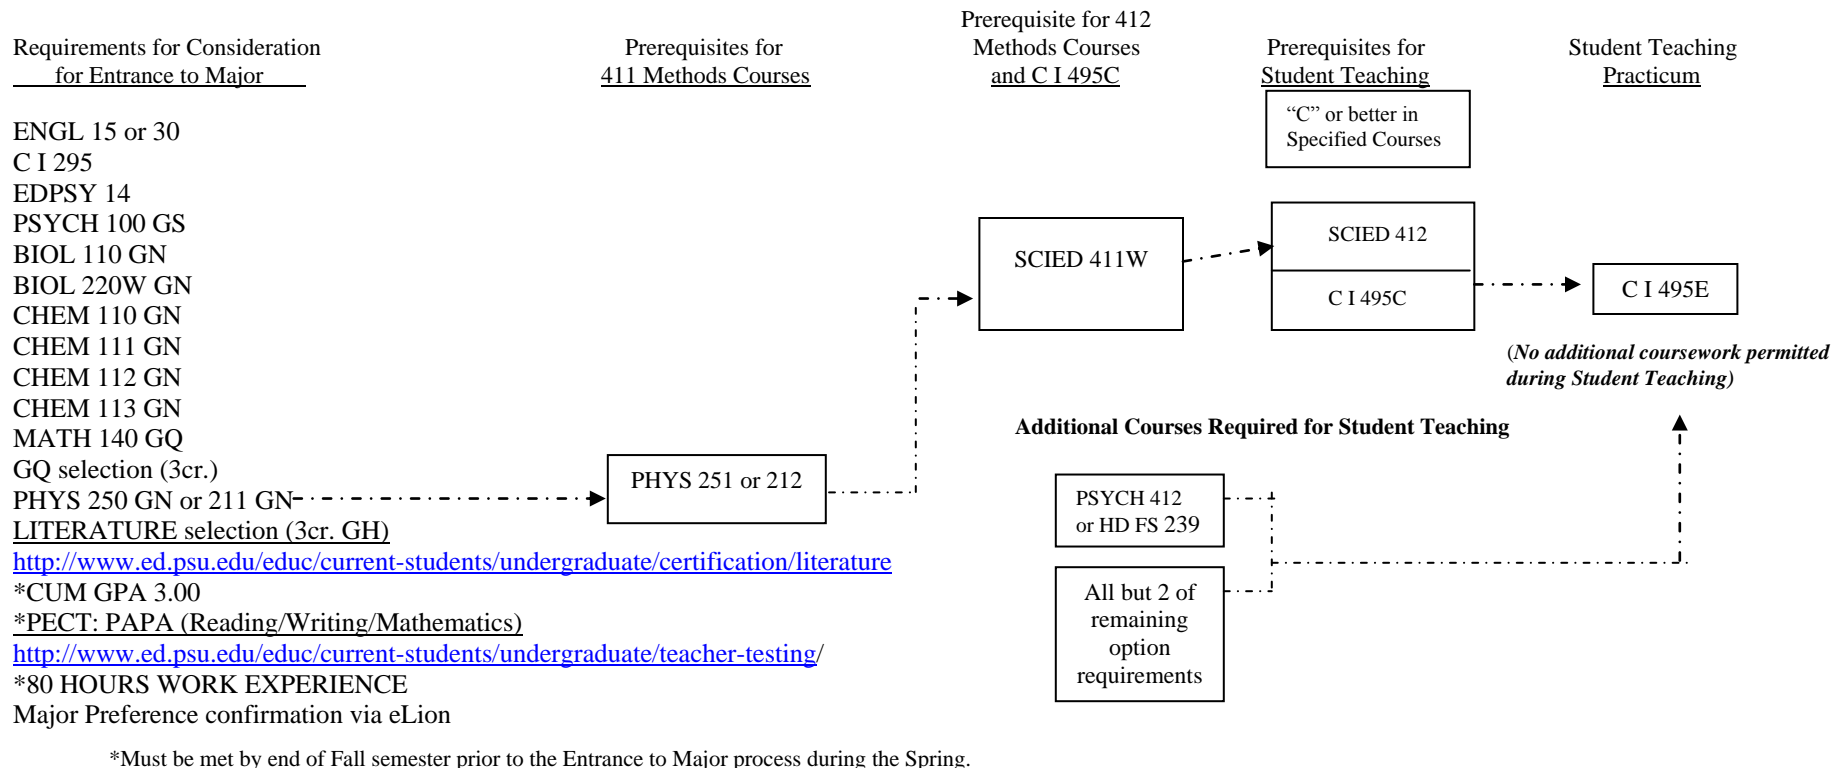 Requirements for Consideration
for Entrance to Major
Prerequisites for
411 Methods Courses
Prerequisite for 412
Methods Courses
and C I 495C
Prerequisites for
Student Teaching
Student Teaching
Practicum
“C” or better in
Specified Courses
ENGL 15 or 30
C I 295
EDPSY 14
PSYCH 100 GS
BIOL 110 GN
BIOL 220W GN
CHEM 110 GN
CHEM 111 GN
CHEM 112 GN
CHEM 113 GN
MATH 140 GQ
GQ selection (3cr.)
PHYS 250 GN or 211 GN
LITERATURE selection (3cr. GH)
http://www.ed.psu.edu/educ/current-students/undergraduate/certification/literature
*CUM GPA 3.00
*PECT: PAPA (Reading/Writing/Mathematics)
http://www.ed.psu.edu/educ/current-students/undergraduate/teacher-testing/
*80 HOURS WORK EXPERIENCE
Major Preference confirmation via eLion
PHYS 251 or 212
SCIED 411W
SCIED 412
C I 495C
C I 495E
(No additional coursework permitted
during Student Teaching)
Additional Courses Required for Student Teaching
PSYCH 412
or HD FS 239
All but 2 of
remaining
option
requirements
*Must be met by end of Fall semester prior to the Entrance to Major process during the Spring.